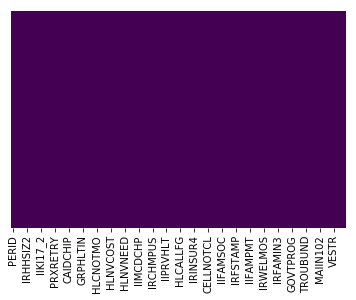 PERID
IRHHSIZ2
IIKI17_2
PRXRETRY
CAIDCHIP
GRPHLTIN
HLCNOTMO
HLNVCOST
HLNVNEED
IIMCDCHP
IRCHMPUS
IIPRVHLT
HLCALLFG
IRINSUR4
CELLNOTCL
IIFAMSOC
IRFSTAMP
IIFAMPMT
IRWELMOS
IRFAMIN3
GOVTPROG
TROUBUND
MAIIN102
VESTR